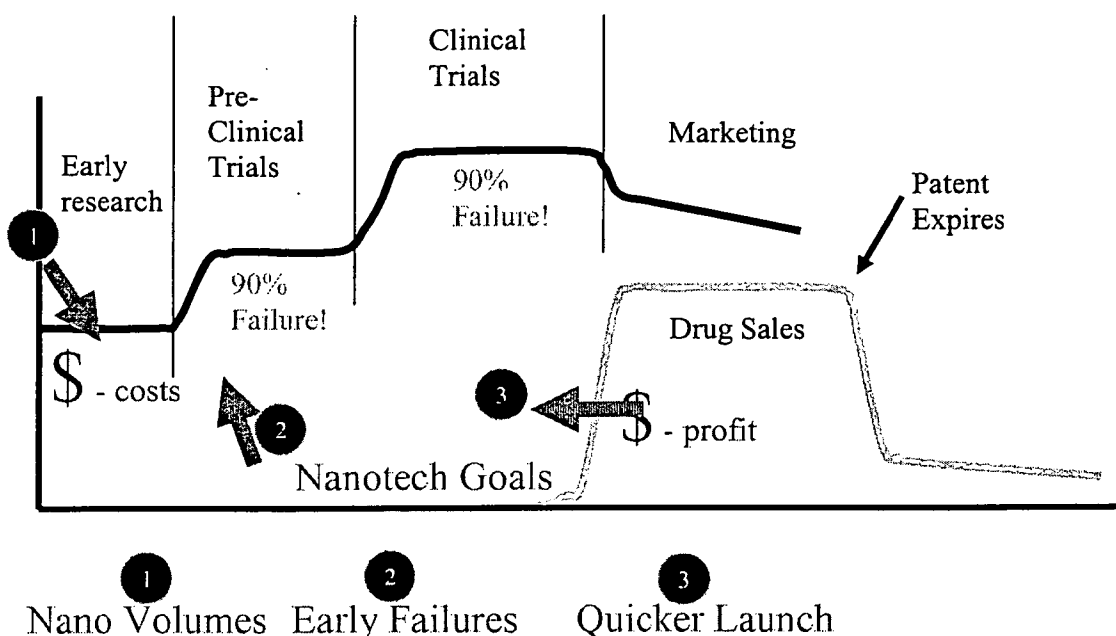 Clinical
Trials
Pre-
Clinical
Trials
Marketing
Early
research
90%
Failure!
Patent
Expires
1
90%
Failure!
Drug Sales
$ - costs
3
$ - profit
2
Nanotech Goals
1
2
3
Nano Volumes
Early Failures
Quicker Launch